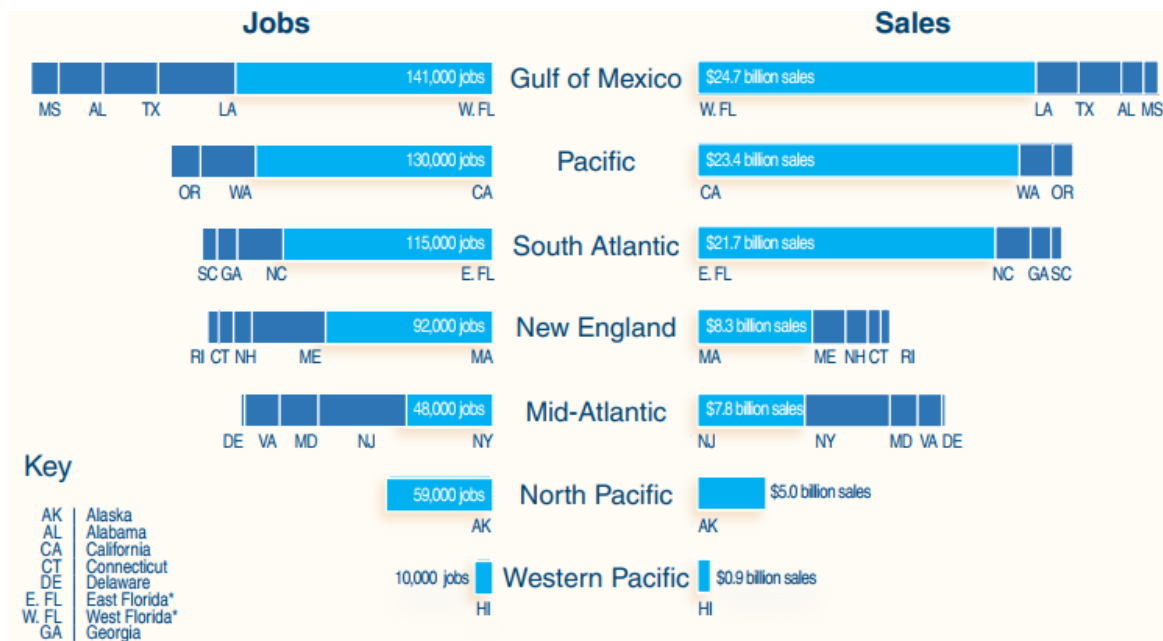 Jobs Sales
141,000 jobs Gulf of Mexico $24.7 billion sales
MS AL TX LA W. FL W. FL LA TX AL MS
130,000 jobs Pacific $23.4 billion sales
OR WA CA CA WA OR
115,000 jobs South Atlantic $21.7 billion sales
SC GA NC E. FL E. FL NC GA SC
92,000 jobs New England $8.3 billion sales
RI CT NH ME MA MA ME NH CT RI
48,000 jobs Mid-Atlantic $7.8 billion sales
DE VA MD NJ NY NJ NY MD VA DE
59,000 jobs North Pacific $5.0 billion sales
AK AK
10,000 jobs Western Pacific $0.9 billion sales
HI HI
Key
AK | Alaska
AL | Alabama
CA | California
CT | Connecticut
DE | Delaware
E. FL | East Florida*
W. FL | West Florida*
GA | Georgia